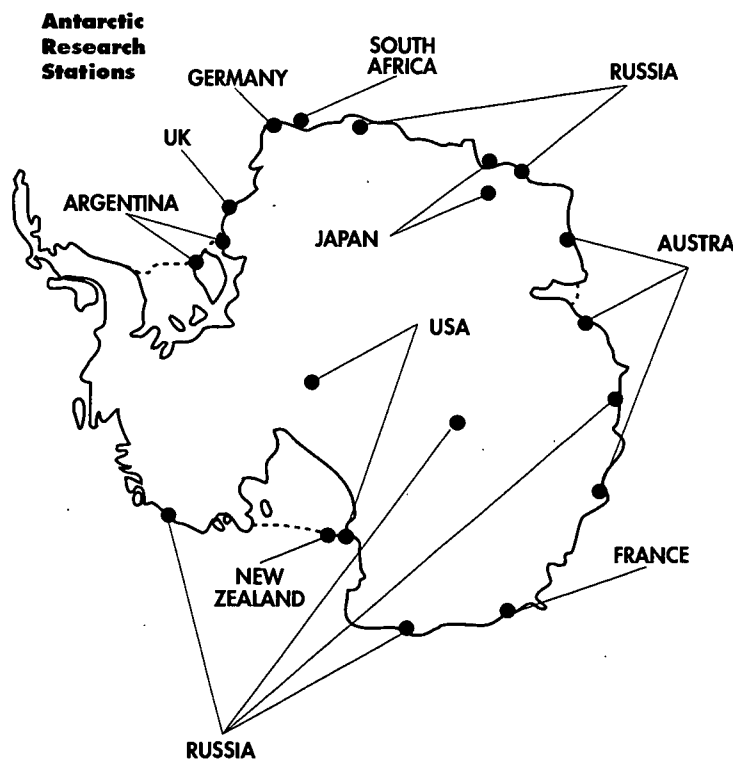 Antarctic
Research
Stations
SOUTH
AFRICA
GERMANY
RUSSIA
UK
ARGENTINA
JAPAN
AUSTRA
USA
FRANCE
NEW
ZEALAND
RUSSIA